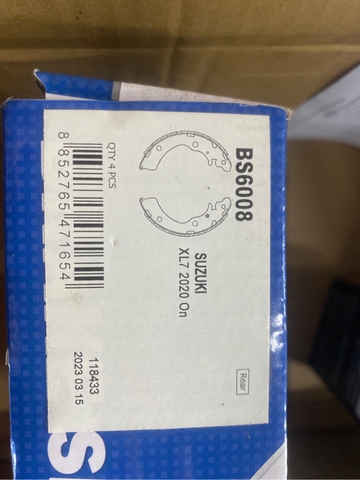 BS6008
SUZUKI
XL7 2020 On
Rear
QTY 4 PCS
8 852765 471654
118433
2023 03 15